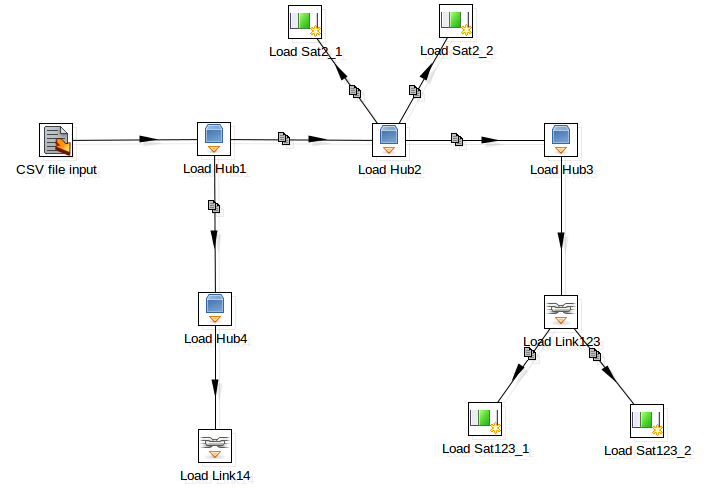 Load Sat2_1
Load Sat2_2
CSV file input
Load Hub1
Load Hub2
Load Hub3
Load Hub4
Load Link123
Load Sat123_1
Load Sat123_2
Load Link14